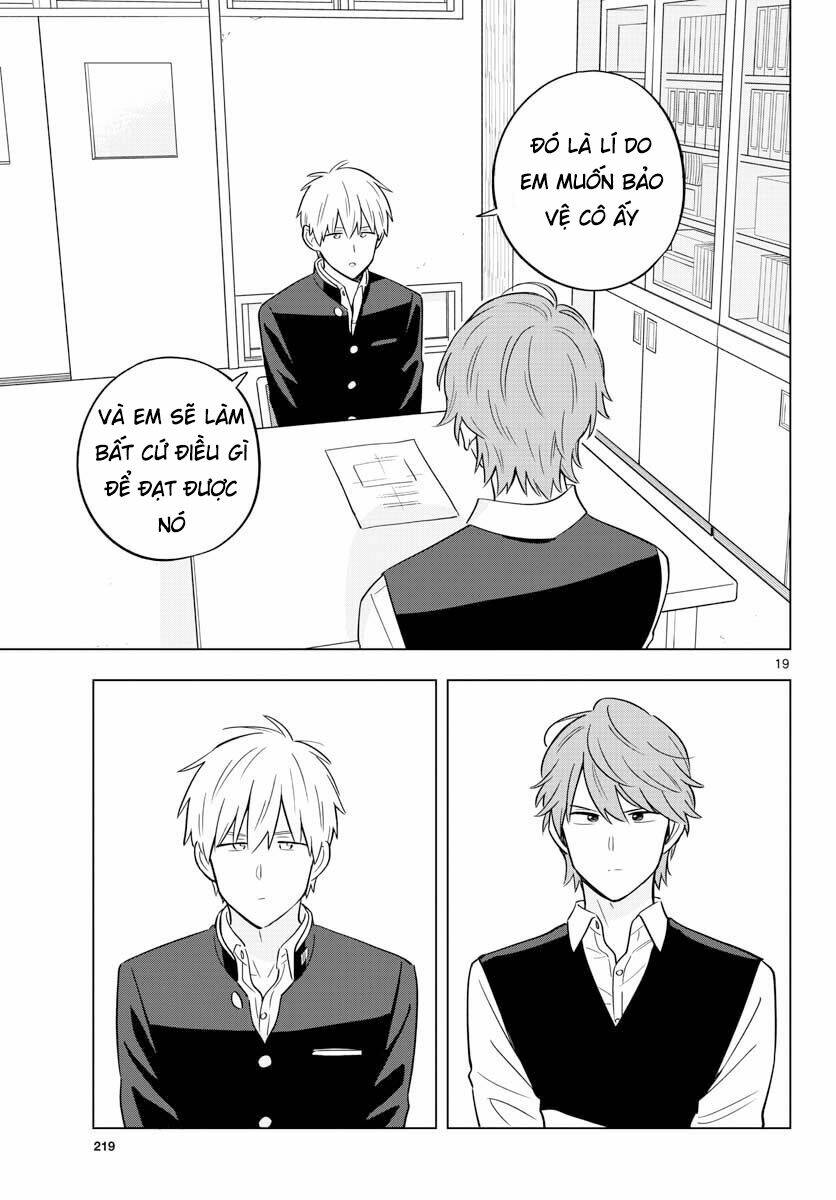 ĐÓ LÀ LÍ DO
EM MUỐN BẢO
VỆ CÔ ẤY
VÀ EM SẼ LÀM
BẤT CỨ ĐIỀU GÌ
ĐỂ ĐẠT ĐƯỢC
NÓ
19
219